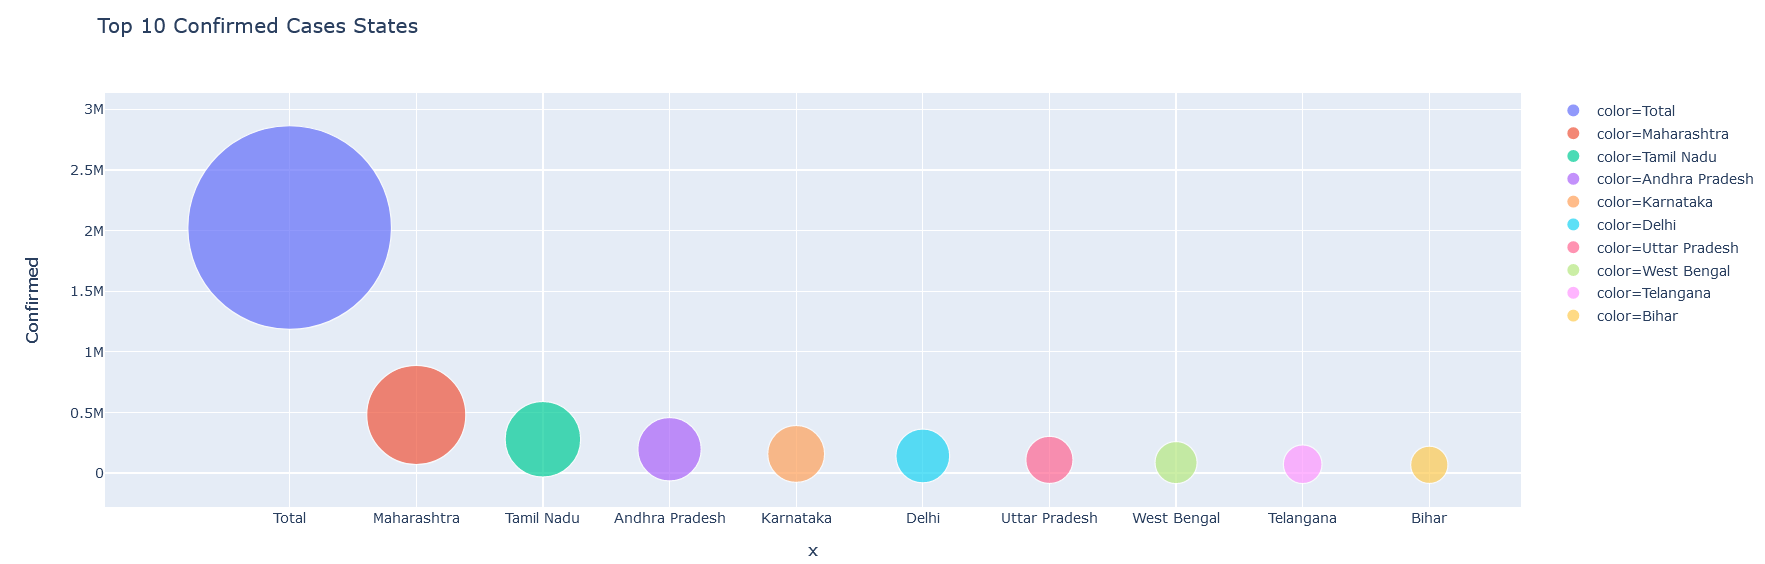 Top 10 Confirmed Cases States
3M
2.5M
2M
1.5M
1M
0.5M
0
Confirmed
Total
Maharashtra
Tamil Nadu
Andhra Pradesh
Karnataka
Delhi
Uttar Pradesh
West Bengal
Telangana
Bihar
x
color=Total
color=Maharashtra
color=Tamil Nadu
color=Andhra Pradesh
color=Karnataka
color=Delhi
color=Uttar Pradesh
color=West Bengal
color=Telangana
color=Bihar